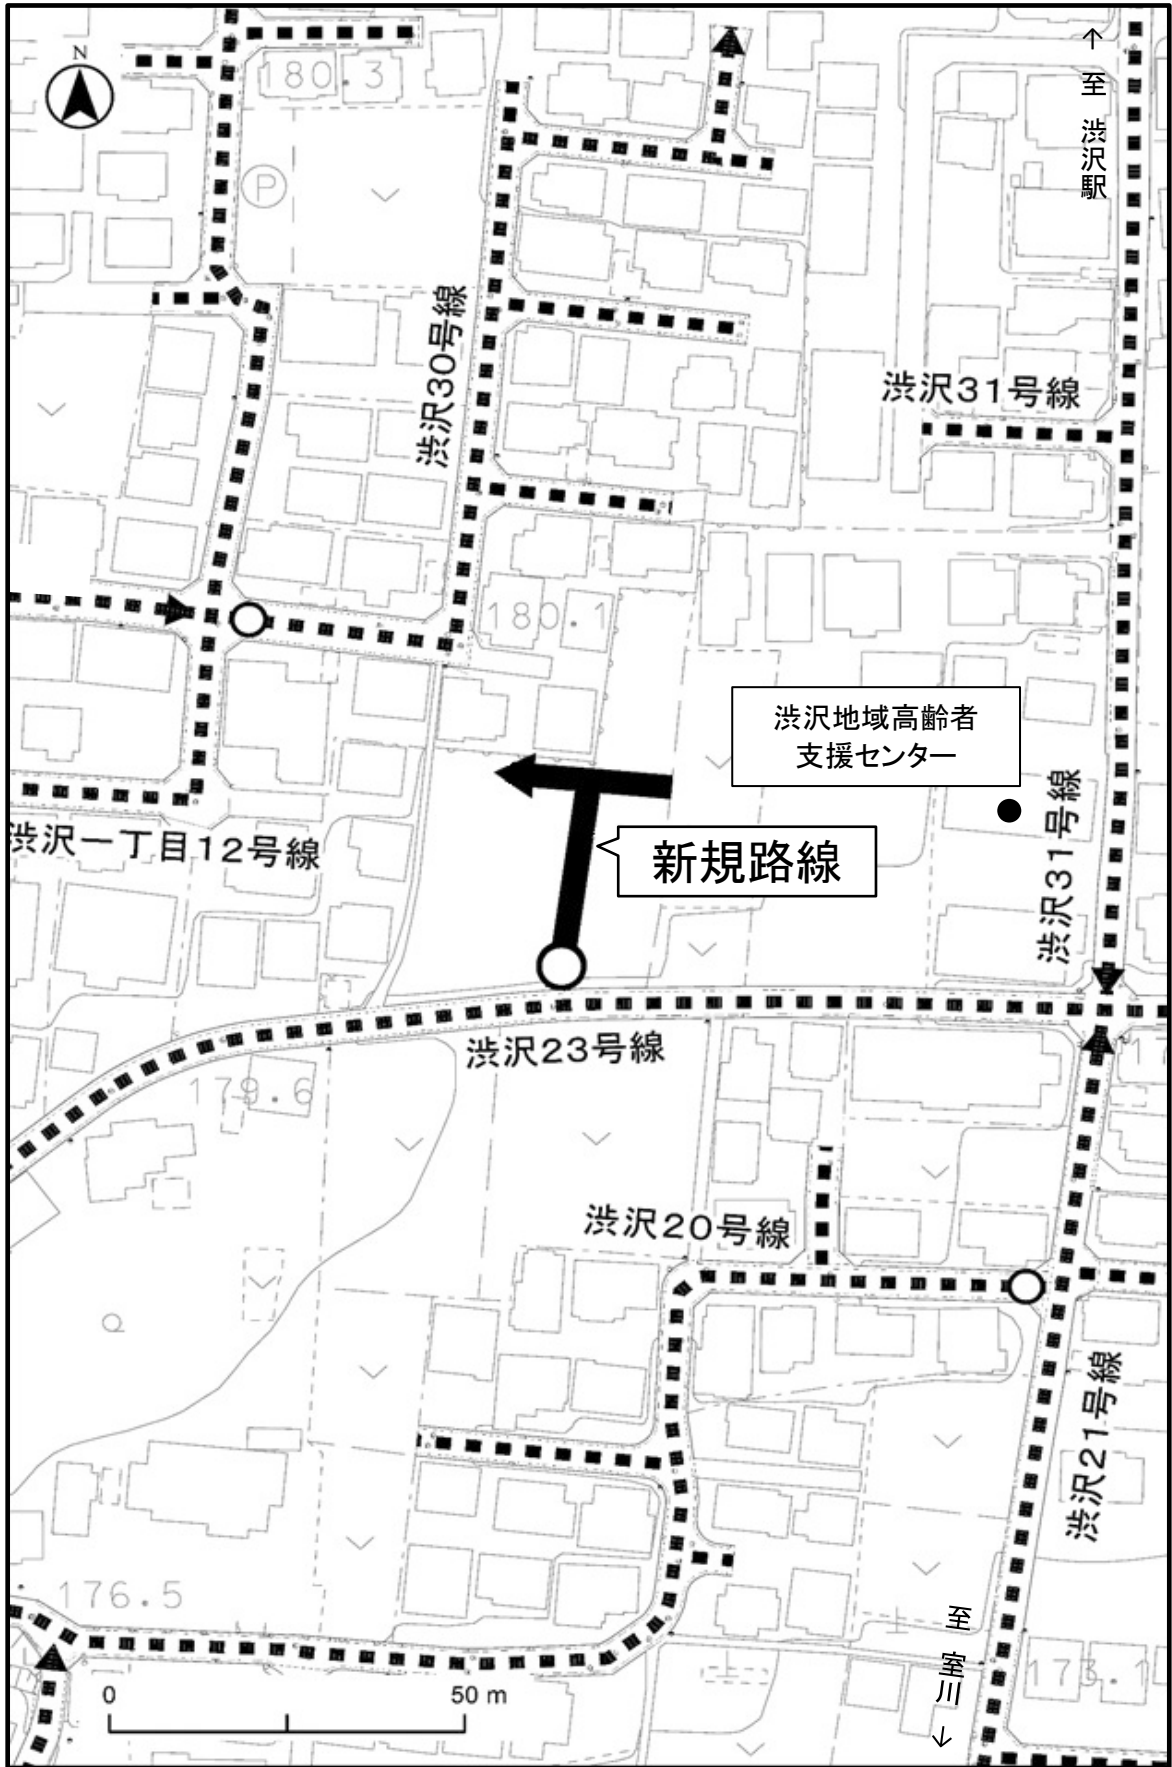 N
180.3
P
↑ 至 渋沢駅
渋沢30号線
渋沢31号線
180.1
渋沢地域高齢者
支援センター
渋沢31号線
渋沢一丁目12号線
新規路線
渋沢23号線
179.6
渋沢20号線
渋沢21号線
176.5
至 室川 ↓
173.1
0 50 m